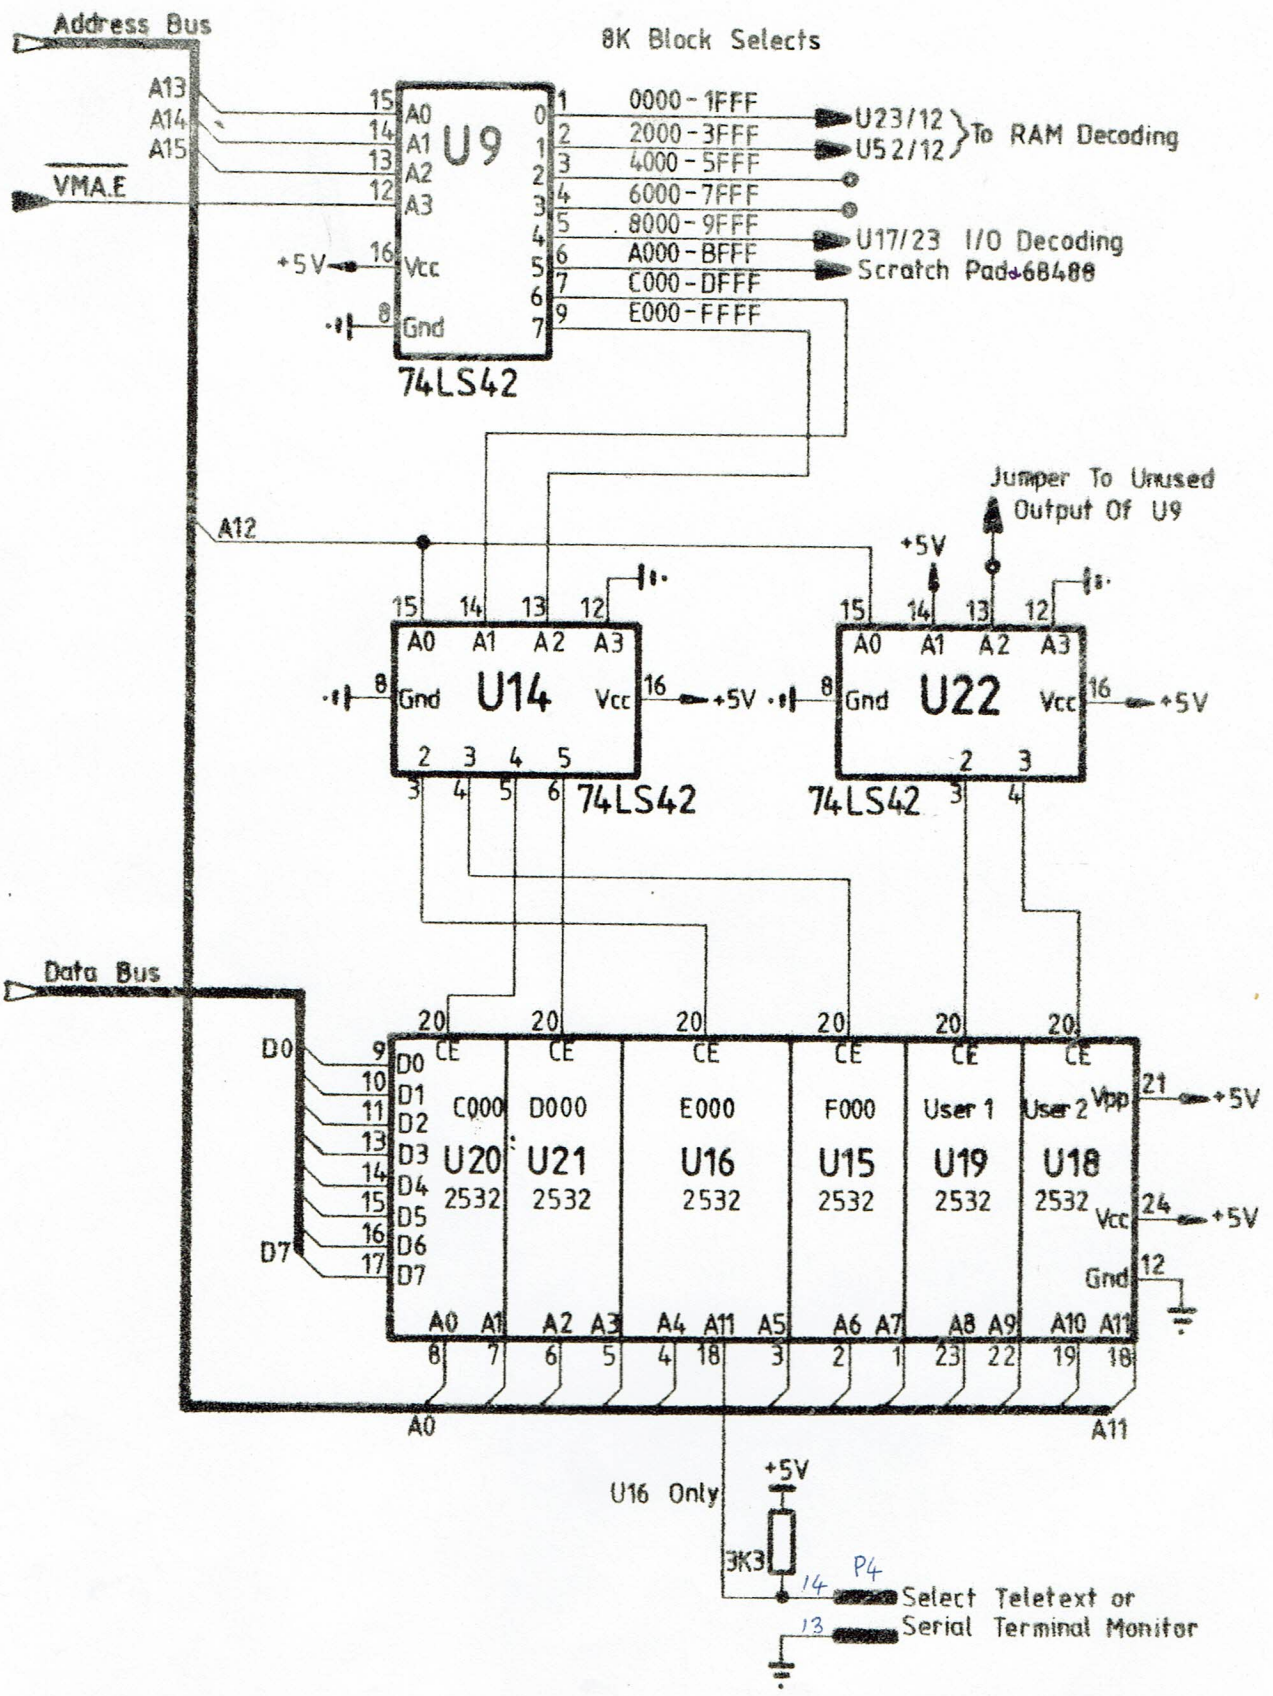 Address Bus
8K Block Selects
A13
A14
A15
VMA.E
15 A0
14 A1
13 A2
12 A3
+5V 16 Vcc
8 Gnd
U9
74LS42
0 1 0000-1FFF U23/12
1 2 2000-3FFF U52/12
To RAM Decoding
2 3 4000-5FFF
3 4 6000-7FFF
4 5 8000-9FFF U17/23 I/O Decoding
5 6 A000-BFFF Scratch Pad+68488
6 7 C000-DFFF
7 9 E000-FFFF
Jumper To Unused
Output Of U9
A12
+5V
15 14 13 12
A0 A1 A2 A3
8 Gnd U14 Vcc 16 +5V
2 3 4 5
3 4 5 6
74LS42
15 14 13 12
A0 A1 A2 A3
8 Gnd U22 Vcc 16 +5V
2 3
3 4
74LS42
Data Bus
D0
D7
9 D0
10 D1
11 D2
13 D3
14 D4
15 D5
16 D6
17 D7
20 20 20 20 20 20
CE CE CE CE CE CE
C000 D000 E000 F000 User 1 User 2
U20 U21 U16 U15 U19 U18
2532 2532 2532 2532 2532 2532
Vpp 21 +5V
Vcc 24 +5V
Gnd 12
A0 A1 A2 A3 A4 A11 A5 A6 A7 A8 A9 A10 A11
8 7 6 5 4 18 3 2 1 23 22 19 18
A0
A11
U16 Only
+5V
3K3
14 P4
13
Select Teletext or
Serial Terminal Monitor